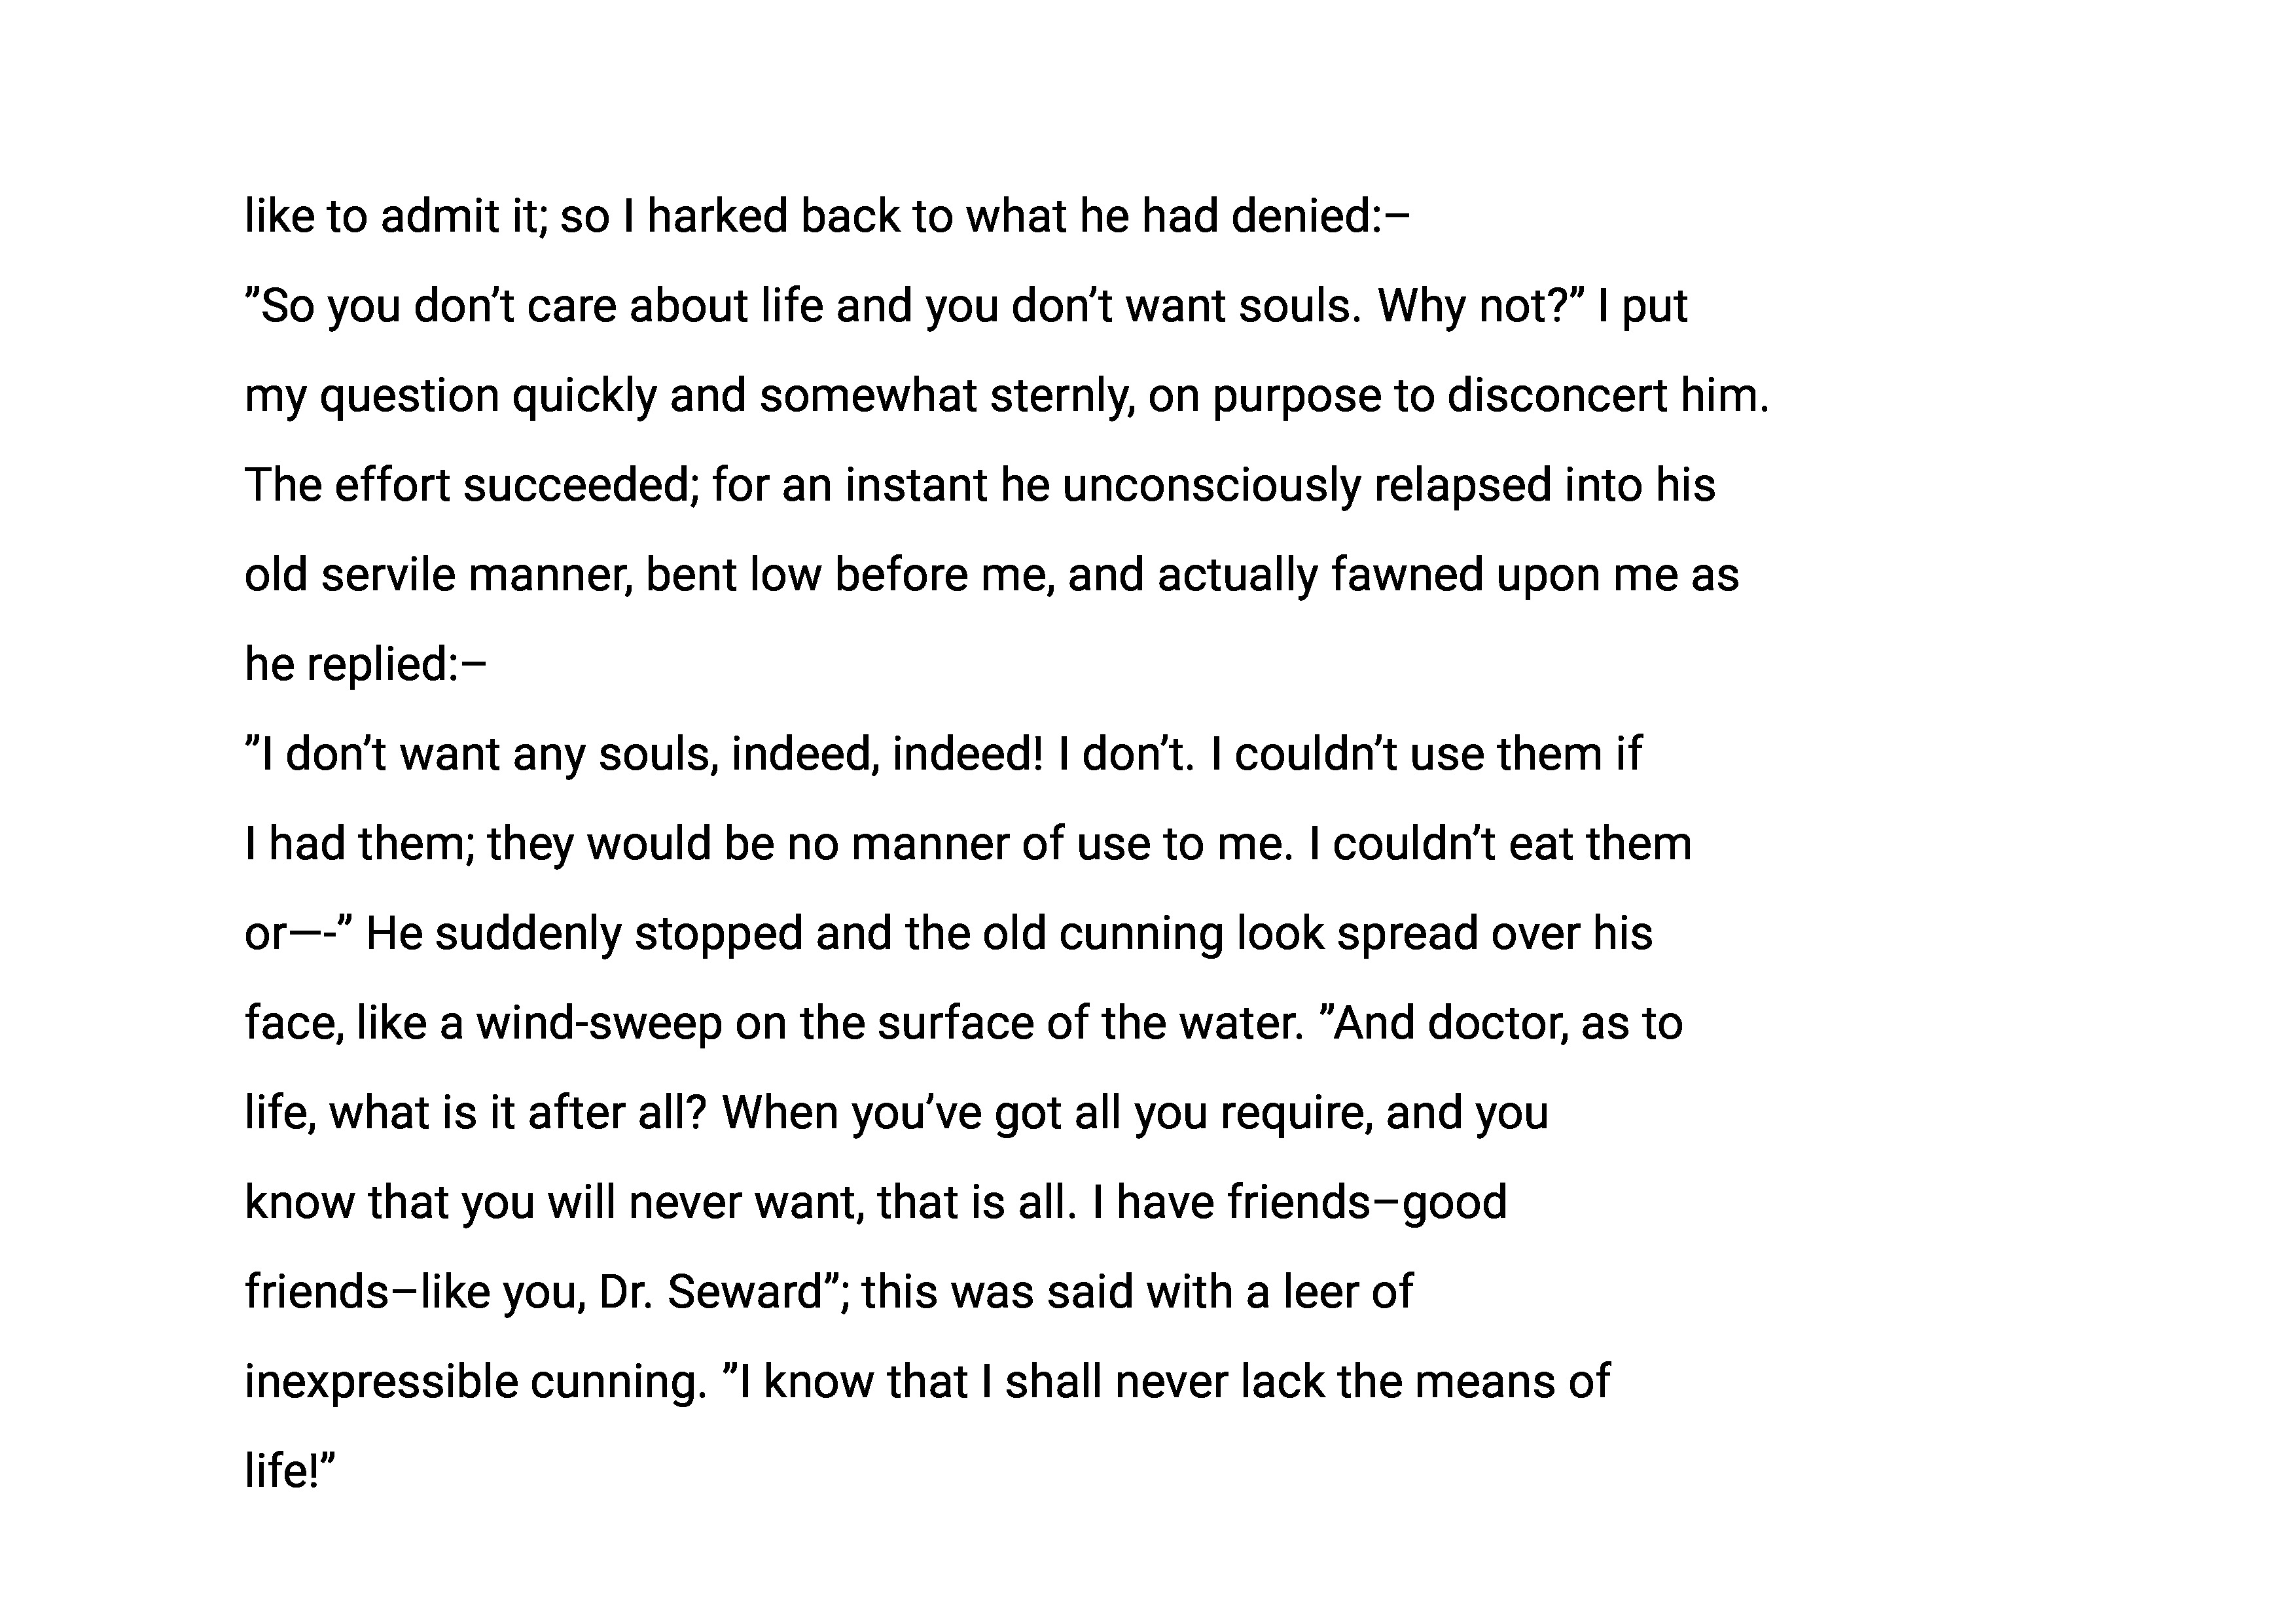 like to admit it; so I harked back to what he had denied:–
”So you don’t care about life and you don’t want souls. Why not?” I put
my question quickly and somewhat sternly, on purpose to disconcert him.
The effort succeeded; for an instant he unconsciously relapsed into his
old servile manner, bent low before me, and actually fawned upon me as
he replied:–
”I don’t want any souls, indeed, indeed! I don’t. I couldn’t use them if
I had them; they would be no manner of use to me. I couldn’t eat them
or—-” He suddenly stopped and the old cunning look spread over his
face, like a wind-sweep on the surface of the water. ”And doctor, as to
life, what is it after all? When you’ve got all you require, and you
know that you will never want, that is all. I have friends–good
friends–like you, Dr. Seward”; this was said with a leer of
inexpressible cunning. ”I know that I shall never lack the means of
life!”